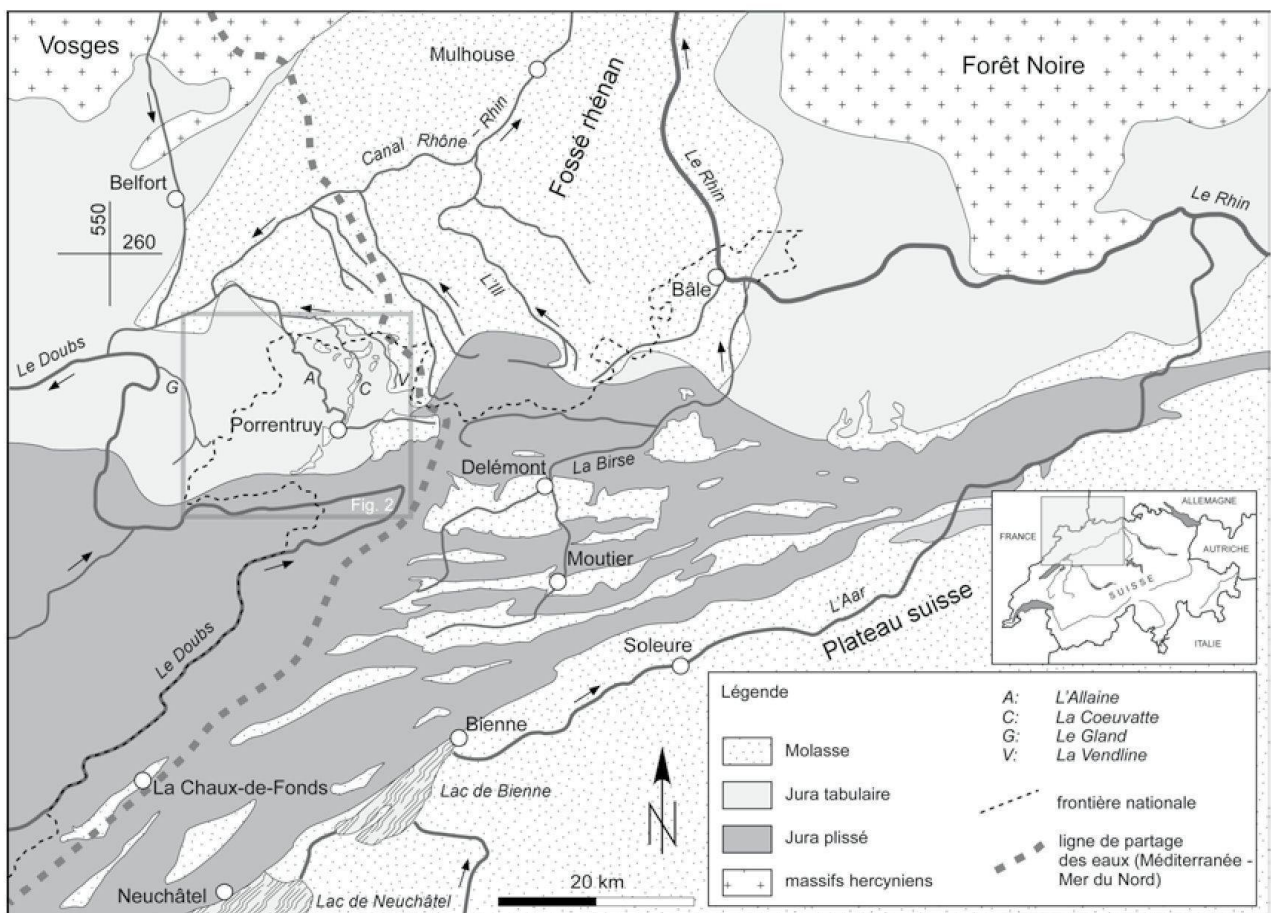 Vosges
Mulhouse
Forêt Noire
Fossé rhénan
Canal Rhône - Rhin
Le Rhin
Belfort
Le Rhin
550
260
L'Ill
Bâle
Le Doubs
G
A
C
V
Porrentruy
Delémont
La Birse
Fig. 2
Moutier
L'Aar
Plateau suisse
Le Doubs
Soleure
Bienne
La Chaux-de-Fonds
Lac de Bienne
Neuchâtel
Lac de Neuchâtel
N
20 km
ALLEMAGNE
FRANCE
AUTRICHE
SUISSE
ITALIE
Légende
Molasse
Jura tabulaire
Jura plissé
massifs hercyniens
A: L'Allaine
C: La Coeuvatte
G: Le Gland
V: La Vendline
frontière nationale
ligne de partage
des eaux (Méditerranée -
Mer du Nord)